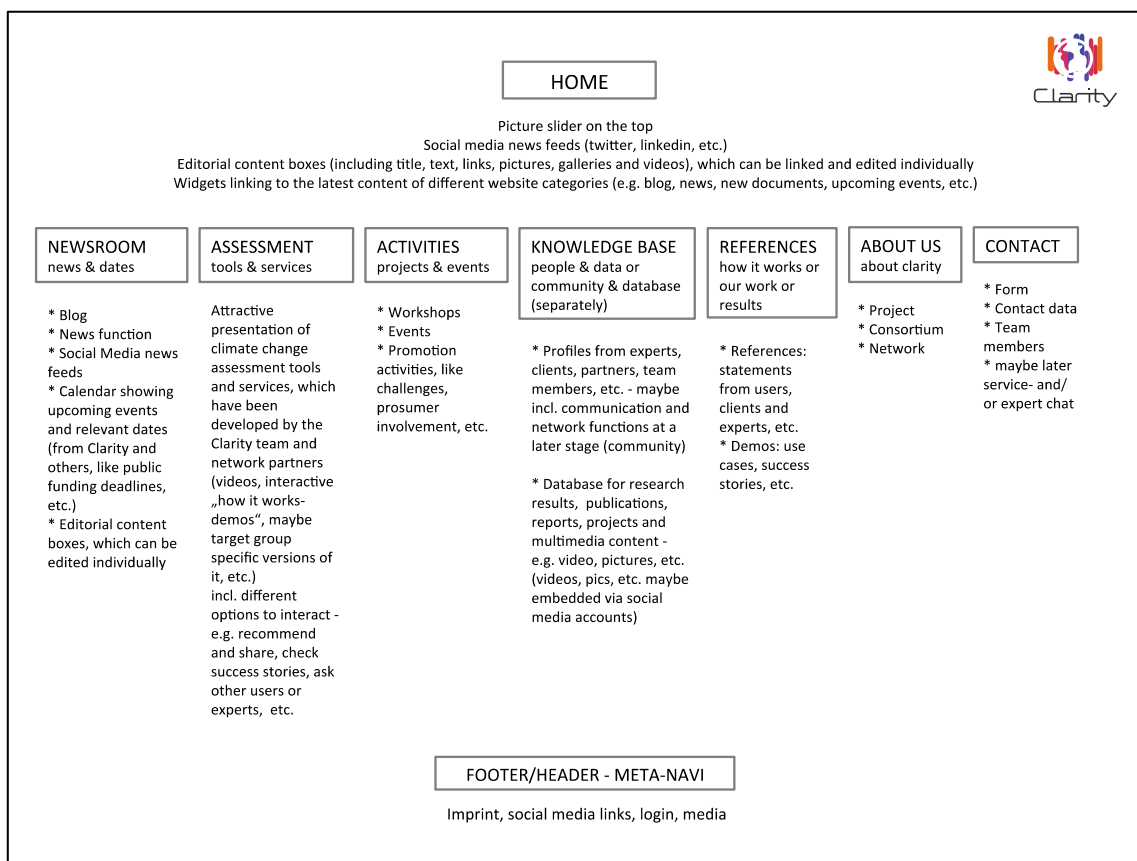 Clarity
HOME
Picture slider on the top
Social media news feeds (twitter, linkedin, etc.)
Editorial content boxes (including title, text, links, pictures, galleries and videos), which can be linked and edited individually
Widgets linking to the latest content of different website categories (e.g. blog, news, new documents, upcoming events, etc.)
NEWSROOM
news & dates
* Blog
* News function
* Social Media news
feeds
* Calendar showing
upcoming events
and relevant dates
(from Clarity and
others, like public
funding deadlines,
etc.)
* Editorial content
boxes, which can be
edited individually
ASSESSMENT
tools & services
Attractive
presentation of
climate change
assessment tools
and services, which
have been
developed by the
Clarity team and
network partners
(videos, interactive
„how it works-
demos“, maybe
target group
specific versions of
it, etc.)
incl. different
options to interact -
e.g. recommend
and share, check
success stories, ask
other users or
experts, etc.
ACTIVITIES
projects & events
* Workshops
* Events
* Promotion
activities, like
challenges,
prosumer
involvement, etc.
KNOWLEDGE BASE
people & data or
community & database
(separately)
* Profiles from experts,
clients, partners, team
members, etc. - maybe
incl. communication and
network functions at a
later stage (community)
* Database for research
results, publications,
reports, projects and
multimedia content -
e.g. video, pictures, etc.
(videos, pics, etc. maybe
embedded via social
media accounts)
REFERENCES
how it works or
our work or
results
* References:
statements
from users,
clients and
experts, etc.
* Demos: use
cases, success
stories, etc.
ABOUT US
about clarity
* Project
* Consortium
* Network
CONTACT
* Form
* Contact data
* Team
members
* maybe later
service- and/
or expert chat
FOOTER/HEADER - META-NAVI
Imprint, social media links, login, media